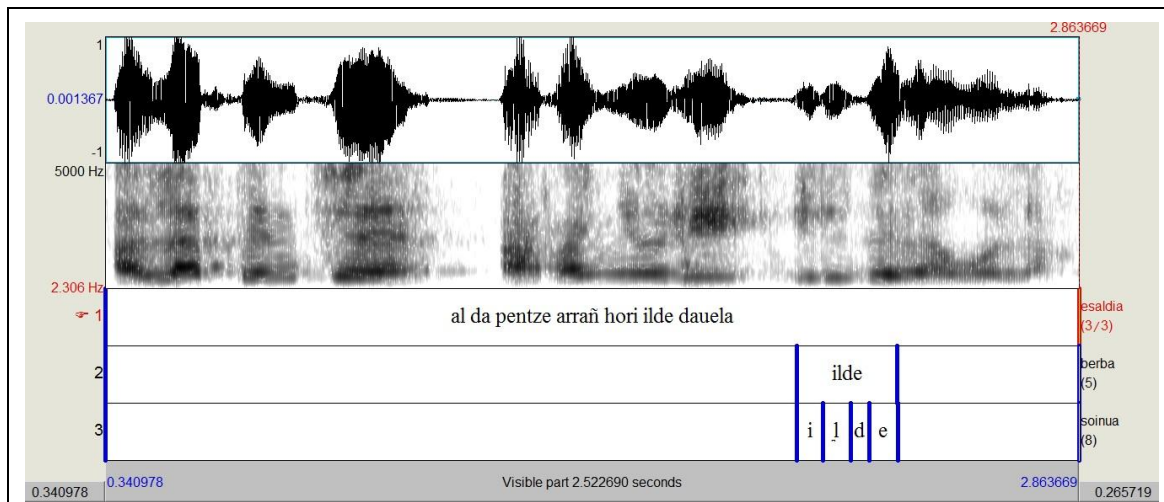 2.863669
1
0.001367
-1
5000 Hz
2.306 Hz
☞ 1 al da pentze arrañ hori ilde dauela esaldia
(3/3)
2 ilde berba
(5)
3 i l̪ d e soinua
(8)
0.340978 0.340978 Visible part 2.522690 seconds 2.863669 0.265719